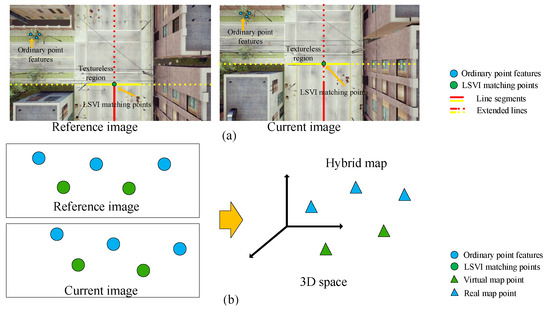 Ordinary point
features
Textureless
region
LSVI matching points
Reference image
Ordinary point
features
Textureless
region
LSVI matching points
Current image
(a)
Ordinary point features
LSVI matching points
Line segments
Extended lines
Reference image
Current image
Hybrid map
3D space
(b)
Ordinary point features
LSVI matching points
Virtual map point
Real map point